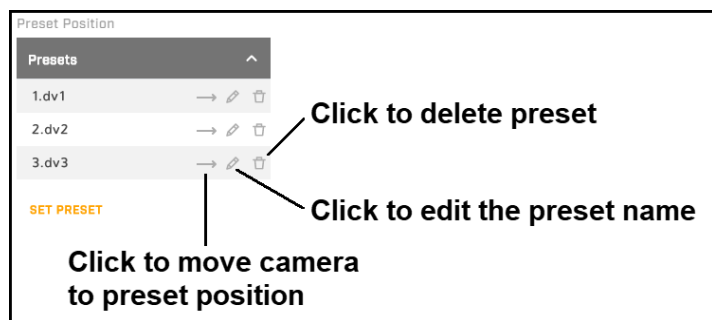 Preset Position
Presets
1.dv1
2.dv2
Click to delete preset
3.dv3
SET PRESET
Click to edit the preset name
Click to move camera
to preset position